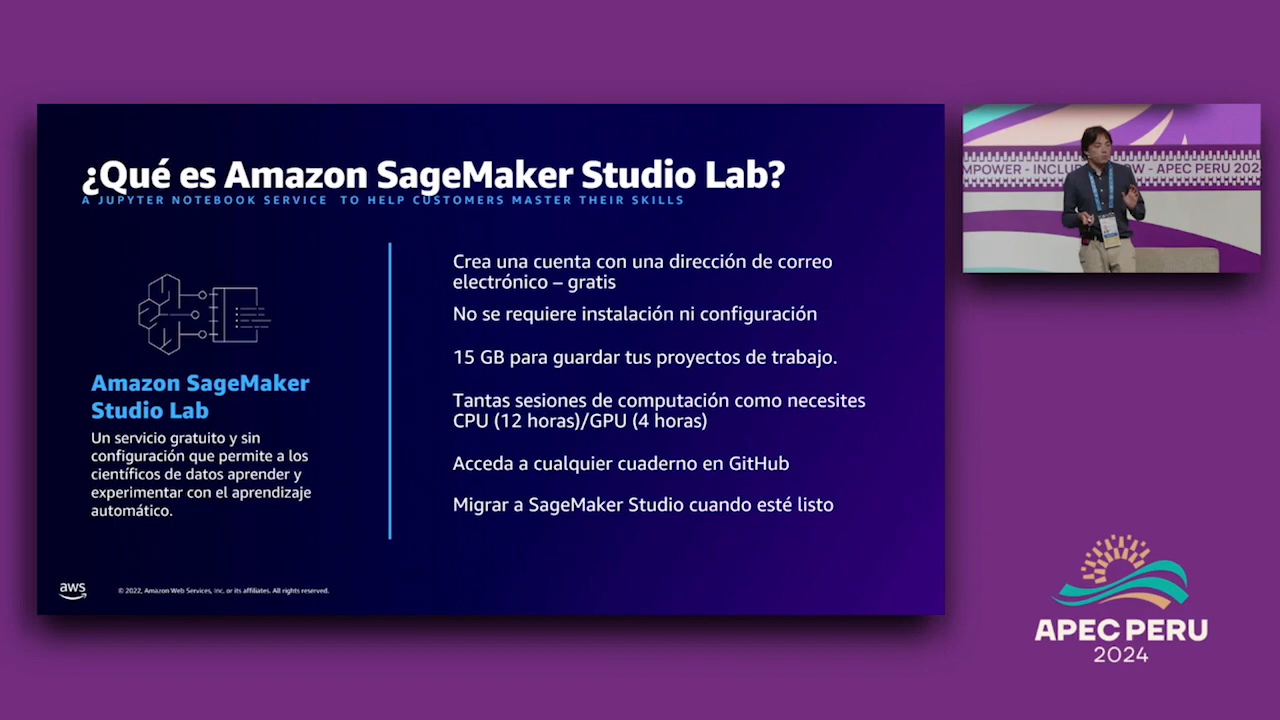 ¿Qué es Amazon SageMaker Studio Lab?
A JUPYTER NOTEBOOK SERVICE TO HELP CUSTOMERS MASTER THEIR SKILLS
Amazon SageMaker
Studio Lab
Un servicio gratuito y sin
configuración que permite a los
científicos de datos aprender y
experimentar con el aprendizaje
automático.
Crea una cuenta con una dirección de correo
electrónico – gratis
No se requiere instalación ni configuración
15 GB para guardar tus proyectos de trabajo.
Tantas sesiones de computación como necesites
CPU (12 horas)/GPU (4 horas)
Acceda a cualquier cuaderno en GitHub
Migrar a SageMaker Studio cuando esté listo
aws
© 2022, Amazon Web Services, Inc. or its affiliates. All rights reserved.
APEC PERU
APEC PERU
2024